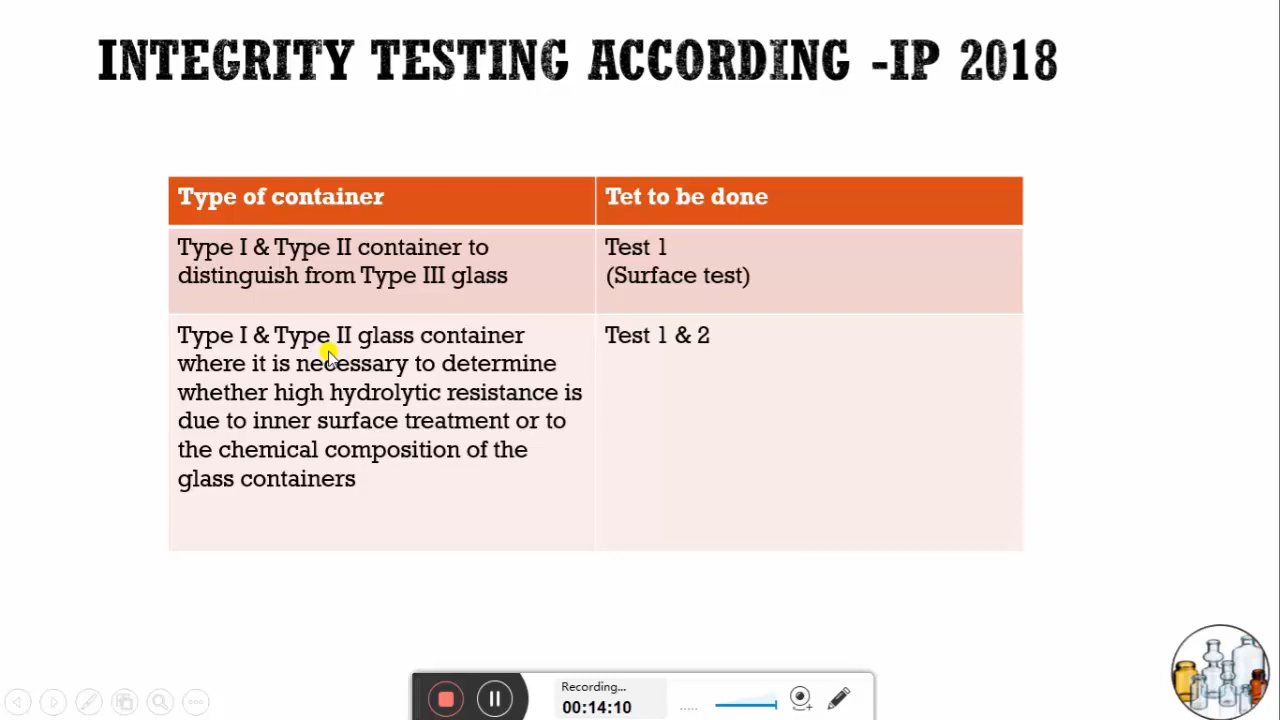 INTEGRITY TESTING ACCORDING -IP 2018
Type of container
Tet to be done
Type I & Type II container to
distinguish from Type III glass
Test 1
(Surface test)
Type I & Type II glass container
where it is necessary to determine
whether high hydrolytic resistance is
due to inner surface treatment or to
the chemical composition of the
glass containers
Test 1 & 2
Recording...
00:14:10